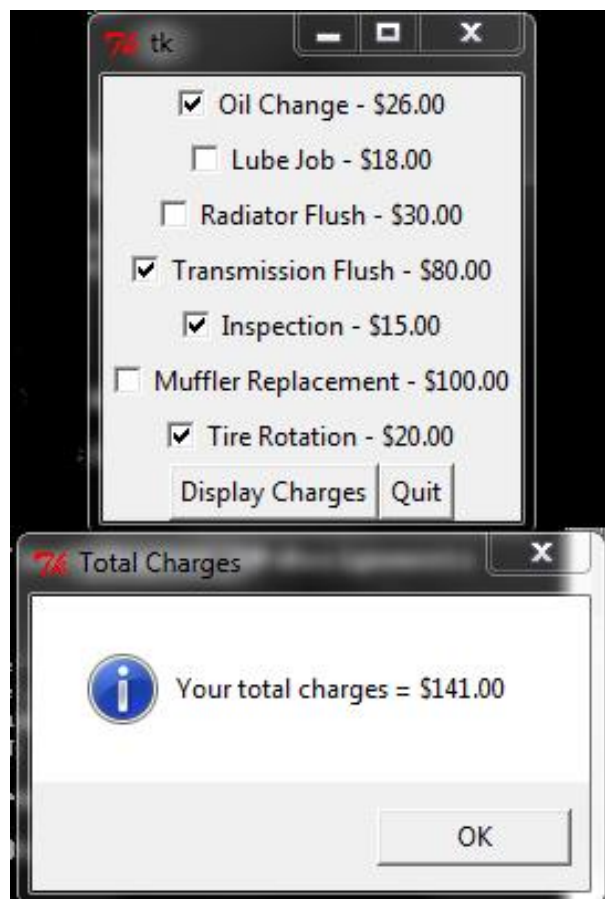 tk
Oil Change - $26.00
Lube Job - $18.00
Radiator Flush - $30.00
Transmission Flush - $80.00
Inspection - $15.00
Muffler Replacement - $100.00
Tire Rotation - $20.00
Display Charges Quit
Total Charges
Your total charges = $141.00
OK